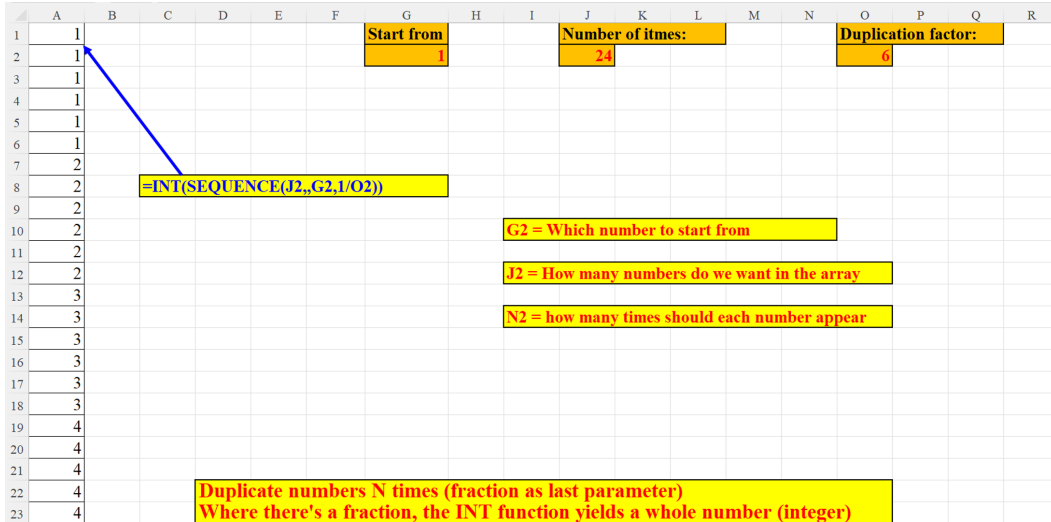 A B C D E F G H I J K L M N O P Q R
1 1 Start from Number of itmes: Duplication factor:
2 1 1 24 6
3 1
4 1
5 1
6 1
7 2
8 2 =INT(SEQUENCE(J2,,G2,1/O2))
9 2
10 2 G2 = Which number to start from
11 2
12 2 J2 = How many numbers do we want in the array
13 3
14 3 N2 = how many times should each number appear
15 3
16 3
17 3
18 3
19 4
20 4
21 4
22 4 Duplicate numbers N times (fraction as last parameter)
23 4 Where there's a fraction, the INT function yields a whole number (integer)